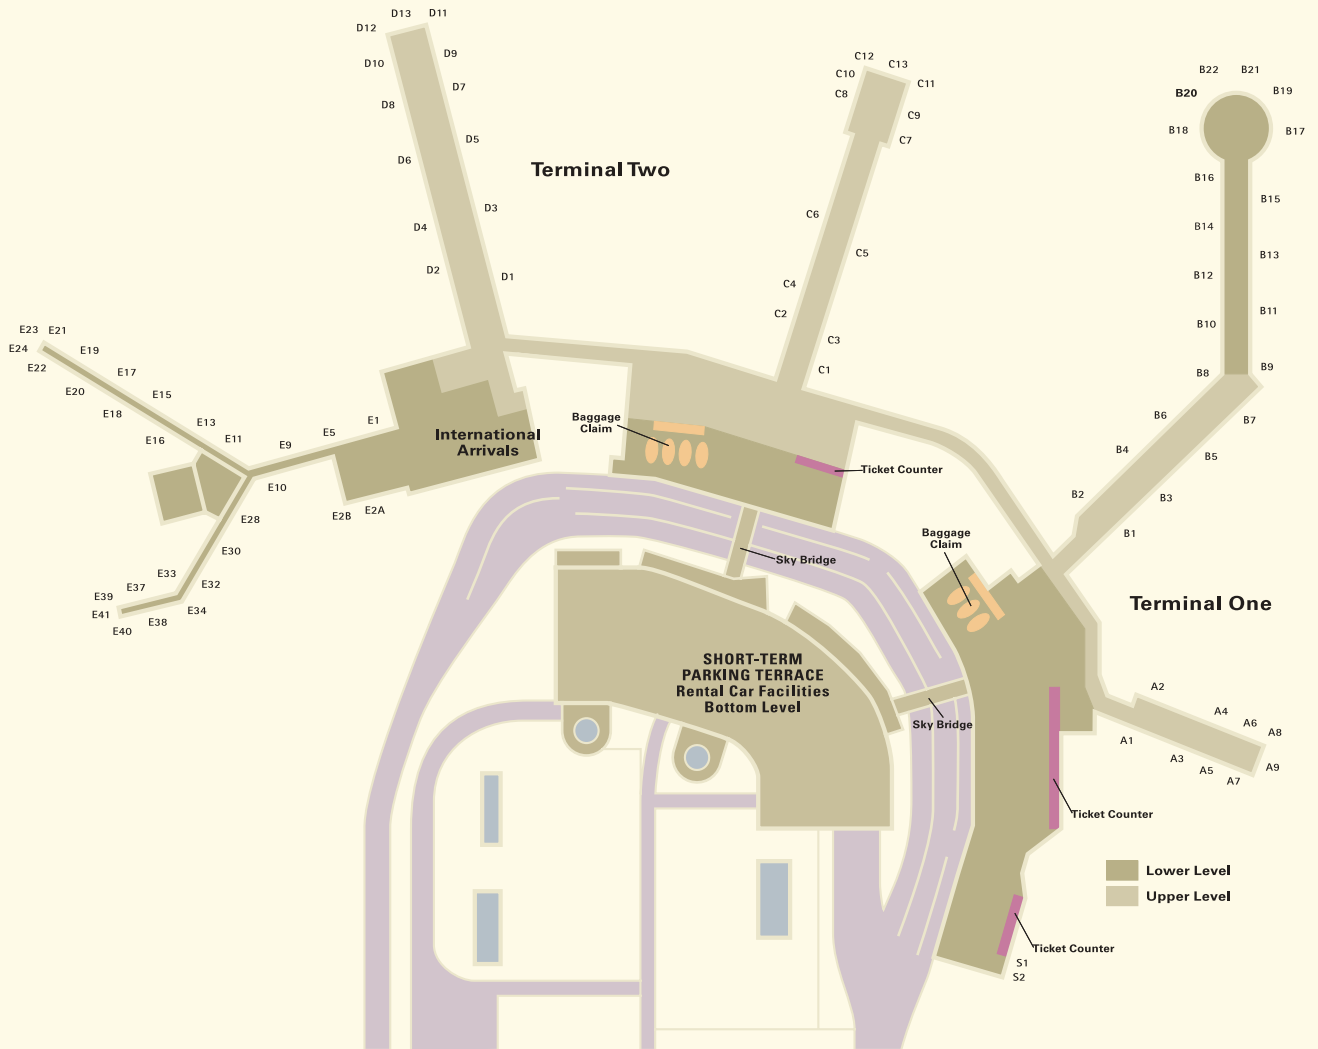 D13
D11
D12
D9
D10
D7
D8
D5
D6
D3
D4
D2
D1
Terminal Two
C12
C13
C10
C11
C8
C9
C7
C6
C5
C4
C2
C3
C1
B22
B21
B20
B19
B18
B17
B16
B15
B14
B13
B12
B11
B10
B9
B8
B7
B6
B5
B4
B3
B2
B1
E23
E21
E24
E19
E22
E17
E20
E15
E18
E13
E16
E11
E1
E5
E9
E10
E2B
E2A
E28
E30
E33
E32
E37
E34
E39
E38
E41
E40
International
Arrivals
Baggage
Claim
Ticket Counter
Sky Bridge
Baggage
Claim
Terminal One
SHORT-TERM
PARKING TERRACE
Rental Car Facilities
Bottom Level
Sky Bridge
A2
A4
A6
A8
A1
A3
A5
A7
A9
Ticket Counter
Lower Level
Upper Level
Ticket Counter
S1
S2